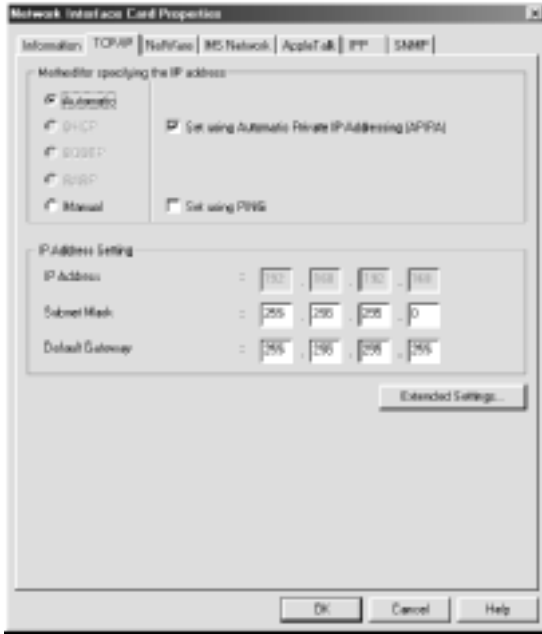 Network Interface Card Properties
Information TCP/IP NetWare MS Network AppleTalk IPP SNMP
Method for specifying the IP address
Automatic
DHCP
Set using Automatic Private IP Addressing (APIPA)
BOOTP
RARP
Manual
Set using PING
IP Address Setting
IP Address : 192 . 168 . 192 . 168
Subnet Mask : 255 . 255 . 255 . 0
Default Gateway : 255 . 255 . 255 . 255
Extended Settings...
OK Cancel Help